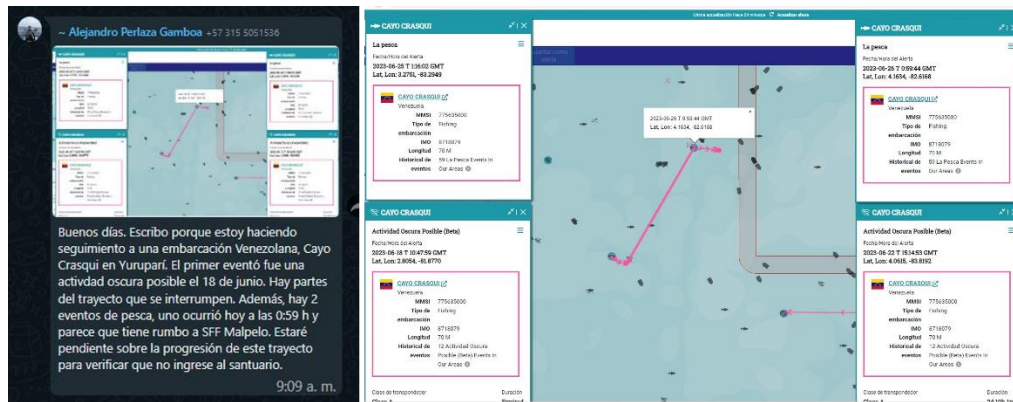 ~ Alejandro Perlaza Gamboa +57 315 5051536
Buenos días. Escribo porque estoy haciendo
seguimiento a una embarcación Venezolana, Cayo
Crasqui en Yuruparí. El primer eventó fue una
actividad oscura posible el 18 de junio. Hay partes
del trayecto que se interrumpen. Además, hay 2
eventos de pesca, uno ocurrió hoy a las 0:59 h y
parece que tiene rumbo a SFF Malpelo. Estaré
pendiente sobre la progresión de este trayecto
para verificar que no ingrese al santuario.
9:09 a. m.
Última actualización Hace 24 minutos Actualizar ahora
CAYO CRASQUI
La pesca
Fecha/Hora del Alerta
2023-06-25 T 1:16:02 GMT
Lat, Lon: 3.2751, -83.2949
CAYO CRASQUI
Venezuela
MMSI 775635000
Tipo de Fishing
embarcación
IMO 8718079
Longitud 70 M
Historical de 59 La Pesca Events in
eventos Our Areas
CAYO CRASQUI
Actividad Oscura Posible (Beta)
Fecha/Hora del Alerta
2023-06-18 T 10:47:59 GMT
Lat, Lon: 2.8054, -81.8770
CAYO CRASQUI
Venezuela
MMSI 775635000
Tipo de Fishing
embarcación
IMO 8718079
Longitud 70 M
Historical de 12 Actividad Oscura
eventos Posible (Beta) Events in
Our Areas
Clase de transpondedor Duración
2023-06-26 T 0:59:44 GMT
Lat, Lon: 4.1634, -82.6168
CAYO CRASQUI
La pesca
Fecha/Hora del Alerta
2023-06-26 T 0:59:44 GMT
Lat, Lon: 4.1634, -82.6168
CAYO CRASQUI
Venezuela
MMSI 775635000
Tipo de Fishing
embarcación
IMO 8718079
Longitud 70 M
Historical de 59 La Pesca Events in
eventos Our Areas
CAYO CRASQUI
Actividad Oscura Posible (Beta)
Fecha/Hora del Alerta
2023-06-22 T 15:14:53 GMT
Lat, Lon: 4.0615, -83.8192
CAYO CRASQUI
Venezuela
MMSI 775635000
Tipo de Fishing
embarcación
IMO 8718079
Longitud 70 M
Historical de 12 Actividad Oscura
eventos Posible (Beta) Events in
Our Areas
Clase de transpondedor Duración